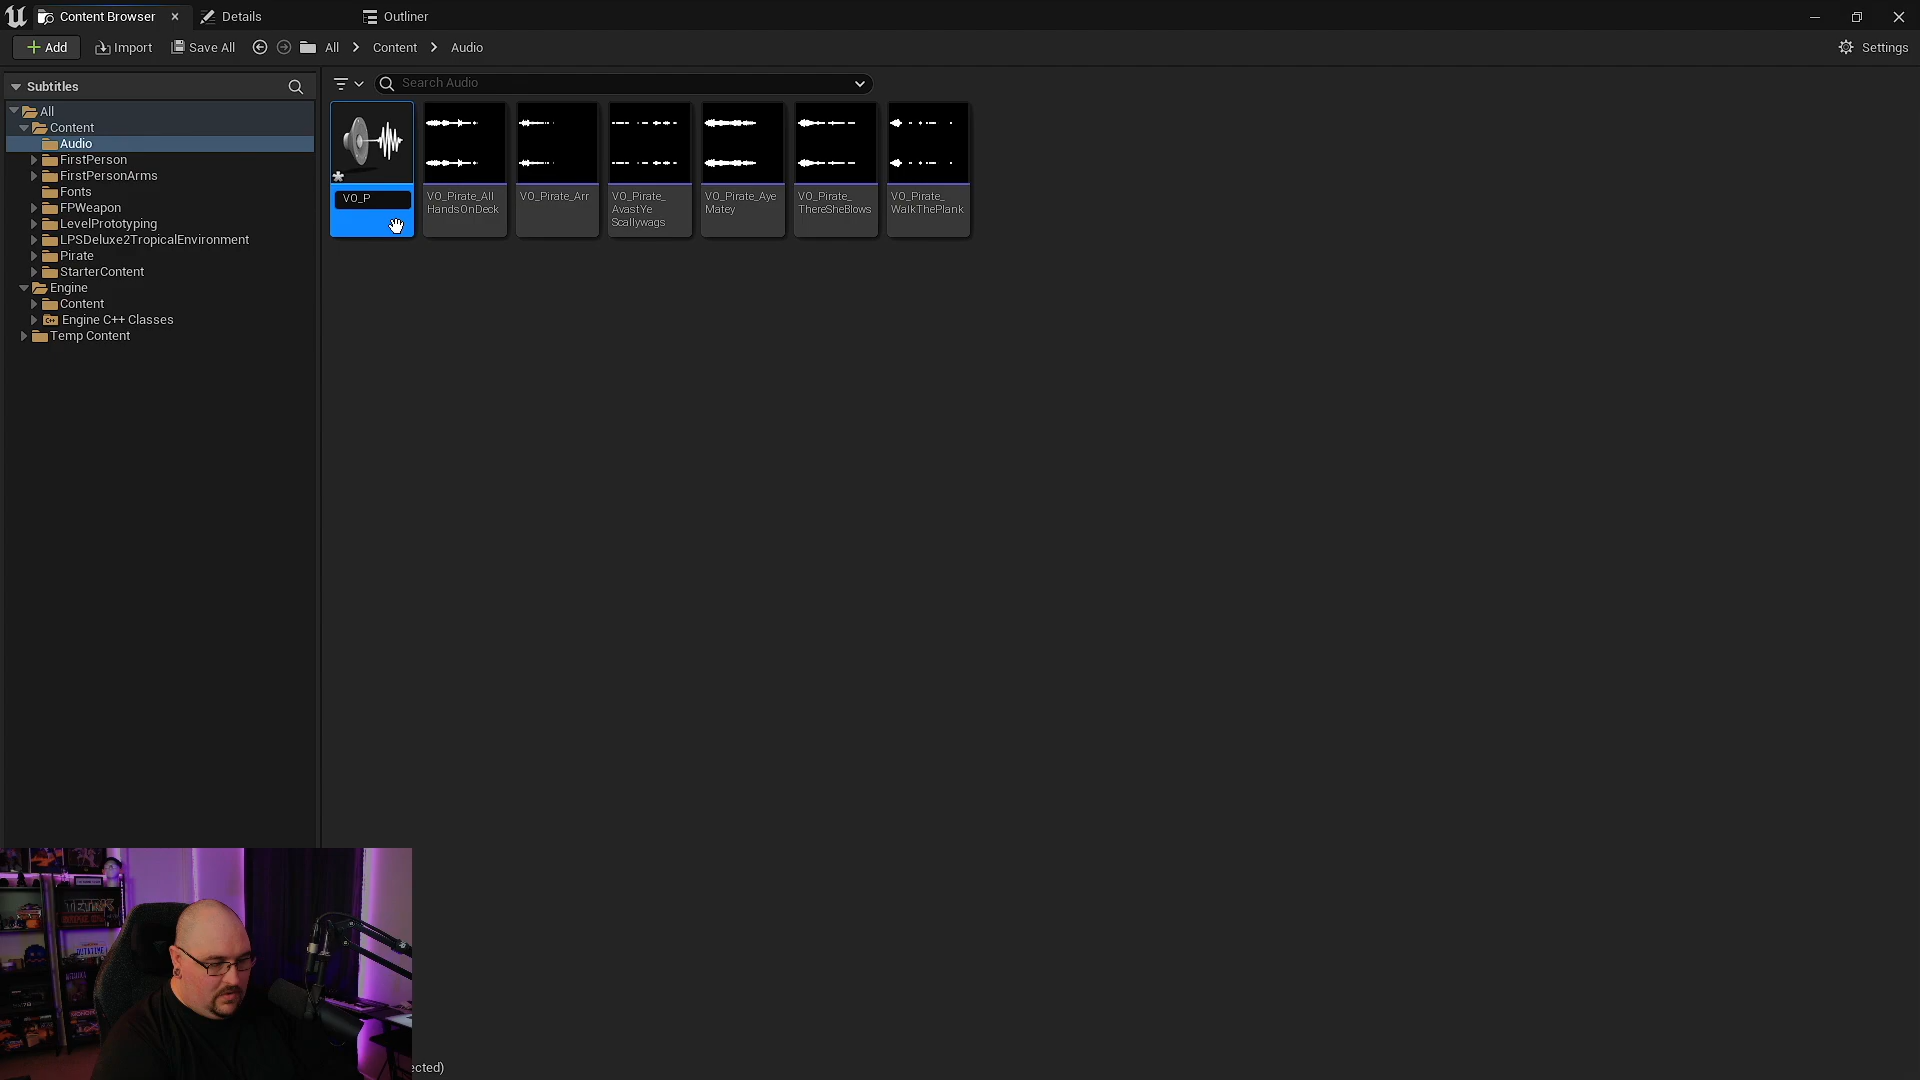 Content Browser
Details
Outliner
Add
Import
Save All
All
Content
Audio
Settings
Subtitles
Search Audio
All
Content
Audio
FirstPerson
FirstPersonArms
Fonts
FPWeapon
LevelPrototyping
LPSDeluxe2TropicalEnvironment
Pirate
StarterContent
Engine
Content
Engine C++ Classes
Temp Content
VO_P
VO_Pirate_All
HandsOnDeck
VO_Pirate_Arr
VO_Pirate_
AvastYe
Scallywags
VO_Pirate_Aye
Matey
VO_Pirate_
ThereSheBlows
VO_Pirate_
WalkThePlank
ected)